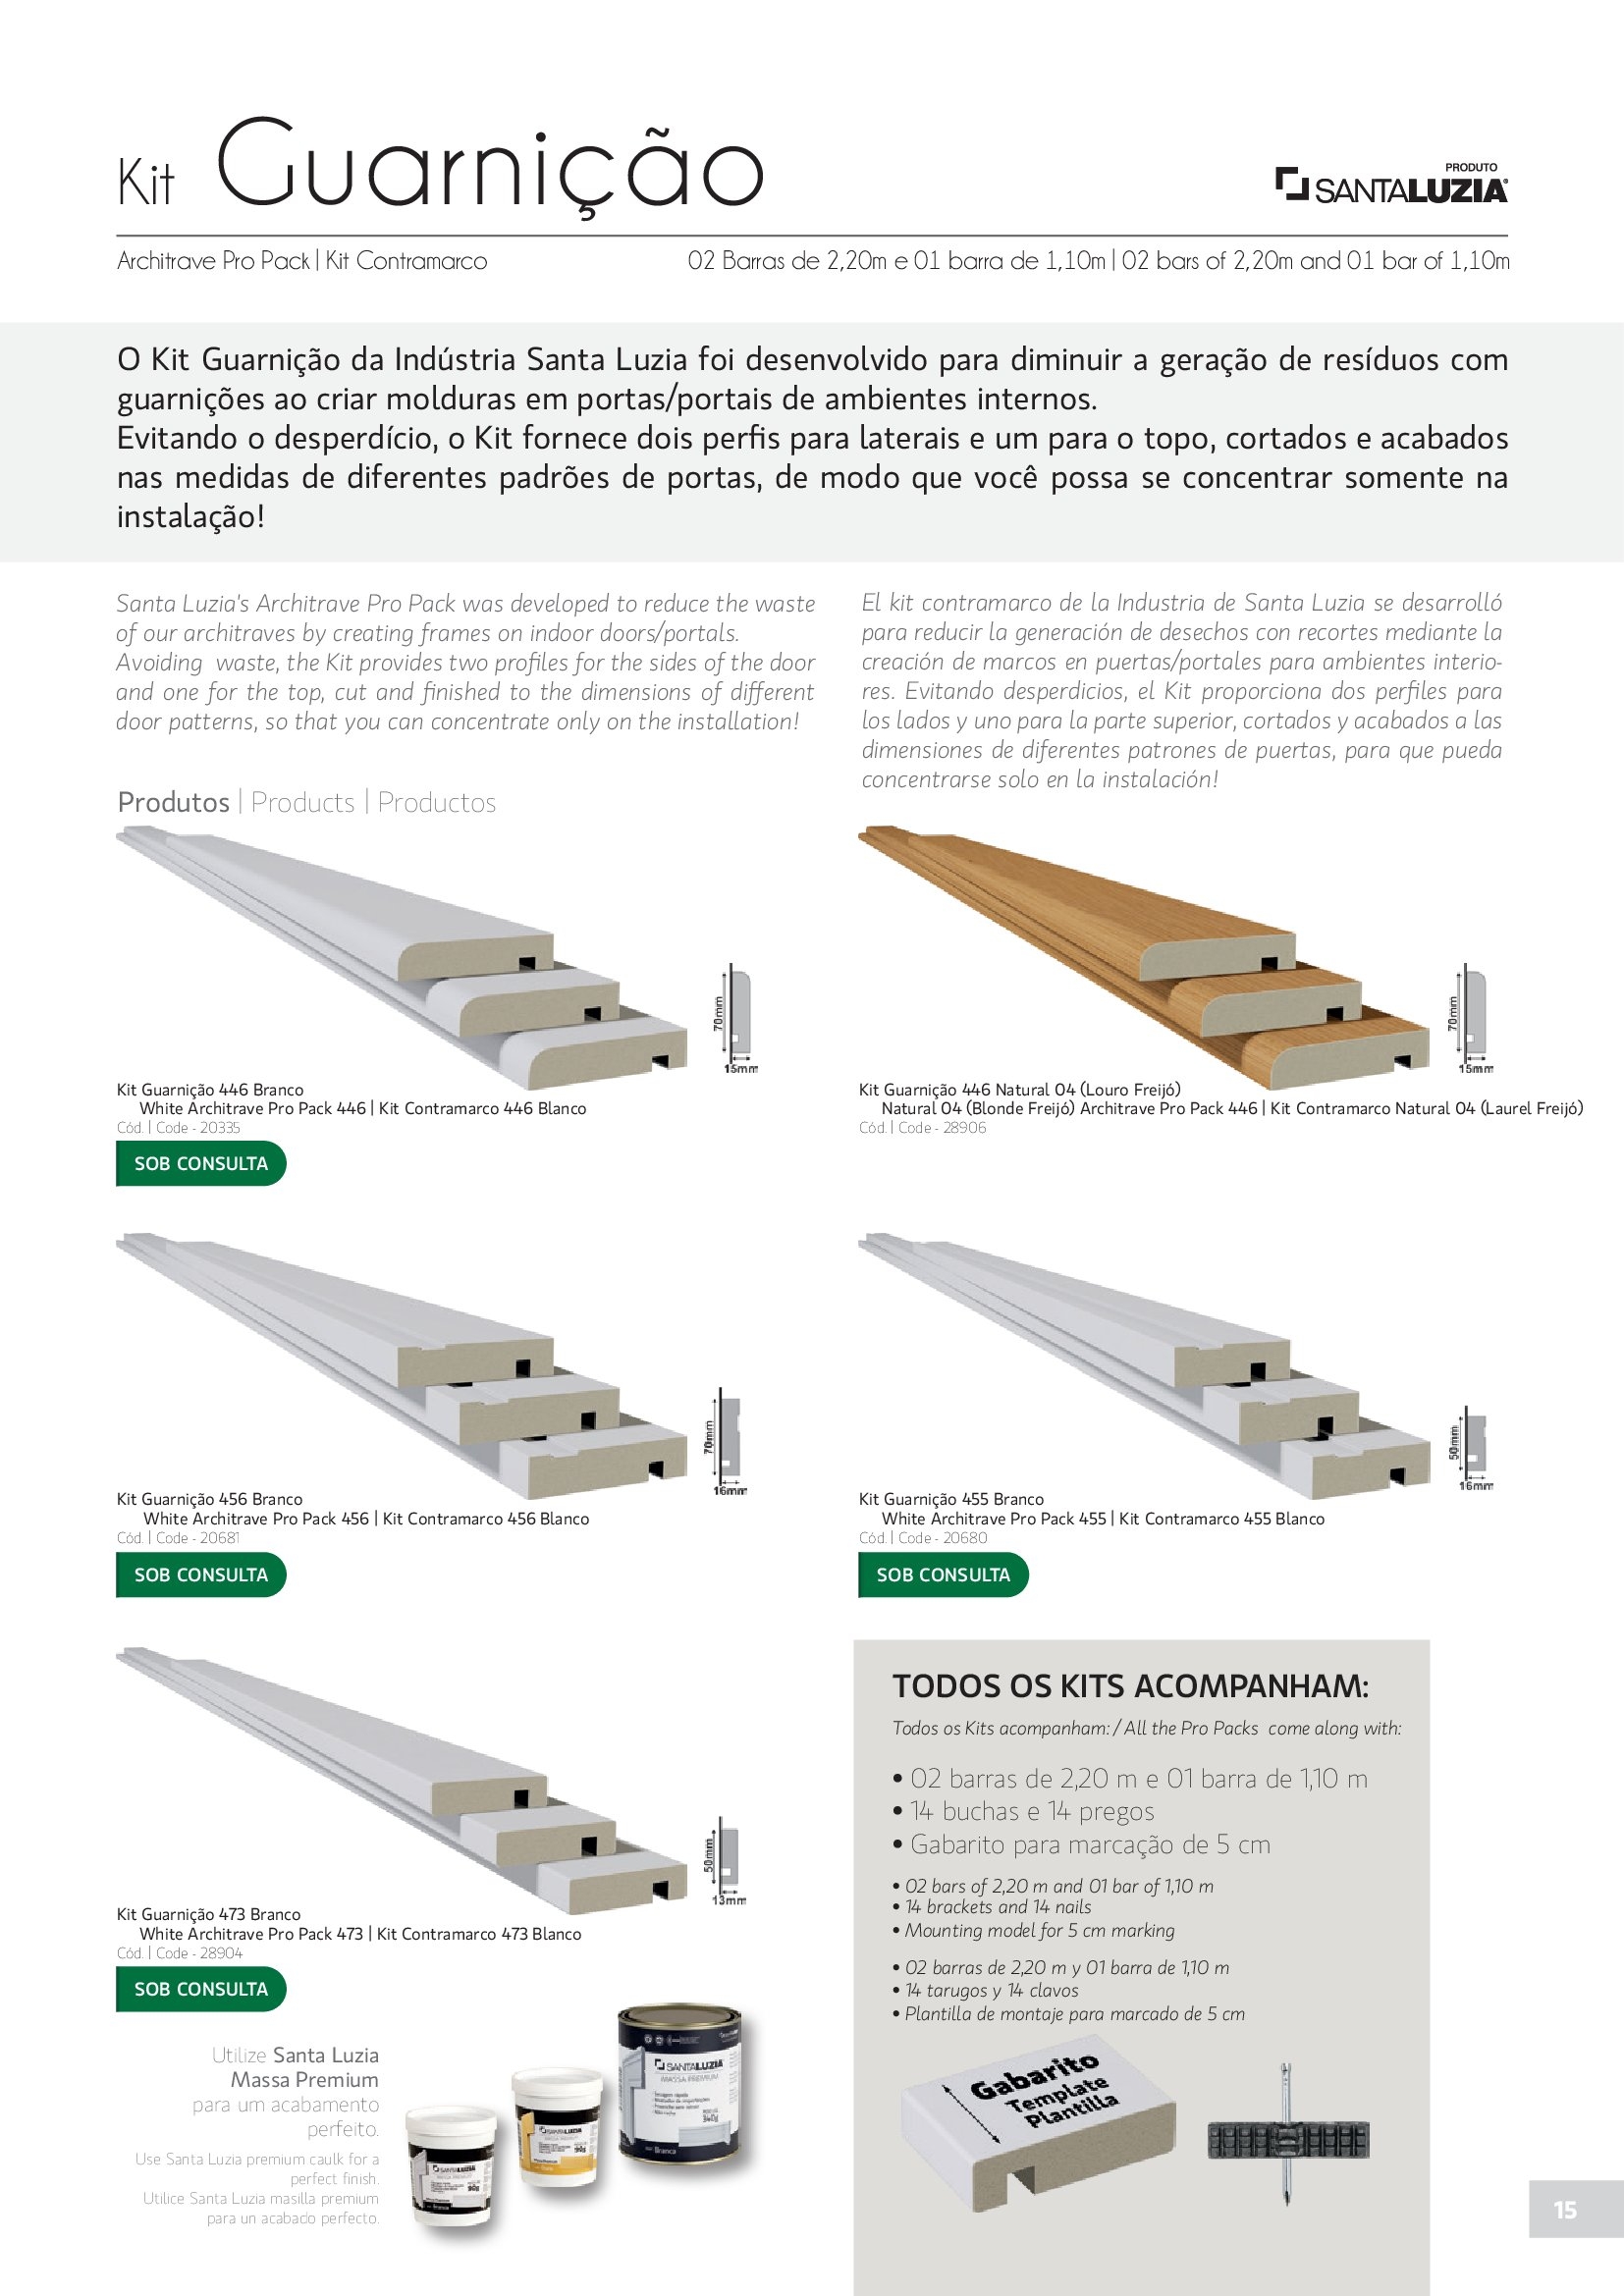 Kit Guarnição
PRODUTO
SANTALUZIA®
Architrave Pro Pack | Kit Contramarco
02 Barras de 2,20m e 01 barra de 1,10m | 02 bars of 2,20m and 01 bar of 1,10m
O Kit Guarnição da Indústria Santa Luzia foi desenvolvido para diminuir a geração de resíduos com
guarnições ao criar molduras em portas/portais de ambientes internos.
Evitando o desperdício, o Kit fornece dois perfis para laterais e um para o topo, cortados e acabados
nas medidas de diferentes padrões de portas, de modo que você possa se concentrar somente na
instalação!
Santa Luzia's Architrave Pro Pack was developed to reduce the waste
of our architraves by creating frames on indoor doors/portals.
Avoiding waste, the Kit provides two profiles for the sides of the door
and one for the top, cut and finished to the dimensions of different
door patterns, so that you can concentrate only on the installation!
El kit contramarco de la Industria de Santa Luzia se desarrolló
para reducir la generación de desechos con recortes mediante la
creación de marcos en puertas/portales para ambientes interio-
res. Evitando desperdicios, el Kit proporciona dos perfiles para
los lados y uno para la parte superior, cortados y acabados a las
dimensiones de diferentes patrones de puertas, para que pueda
concentrarse solo en la instalación!
Produtos | Products | Productos
70mm
15mm
Kit Guarnição 446 Branco
White Architrave Pro Pack 446 | Kit Contramarco 446 Blanco
Cód. | Code - 20335
SOB CONSULTA
70mm
15mm
Kit Guarnição 446 Natural 04 (Louro Freijó)
Natural 04 (Blonde Freijó) Architrave Pro Pack 446 | Kit Contramarco Natural 04 (Laurel Freijó)
Cód. | Code - 28906
70mm
16mm
Kit Guarnição 456 Branco
White Architrave Pro Pack 456 | Kit Contramarco 456 Blanco
Cód. | Code - 20681
SOB CONSULTA
50mm
16mm
Kit Guarnição 455 Branco
White Architrave Pro Pack 455 | Kit Contramarco 455 Blanco
Cód. | Code - 20680
SOB CONSULTA
50mm
13mm
Kit Guarnição 473 Branco
White Architrave Pro Pack 473 | Kit Contramarco 473 Blanco
Cód. | Code - 28904
SOB CONSULTA
Utilize Santa Luzia
Massa Premium
para um acabamento
perfeito.
Use Santa Luzia premium caulk for a
perfect finish.
Utilice Santa Luzia masilla premium
para un acabado perfecto.
SANTALUZIA
90g
SANTALUZIA
90g
SANTALUZIA
MASSA PREMIUM
340g
Branca
TODOS OS KITS ACOMPANHAM:
Todos os Kits acompanham: / All the Pro Packs come along with:
• 02 barras de 2,20 m e 01 barra de 1,10 m
• 14 buchas e 14 pregos
• Gabarito para marcação de 5 cm
• 02 bars of 2,20 m and 01 bar of 1,10 m
• 14 brackets and 14 nails
• Mounting model for 5 cm marking
• 02 barras de 2,20 m y 01 barra de 1,10 m
• 14 tarugos y 14 clavos
• Plantilla de montaje para marcado de 5 cm
Gabarito
Template
Plantilla
15